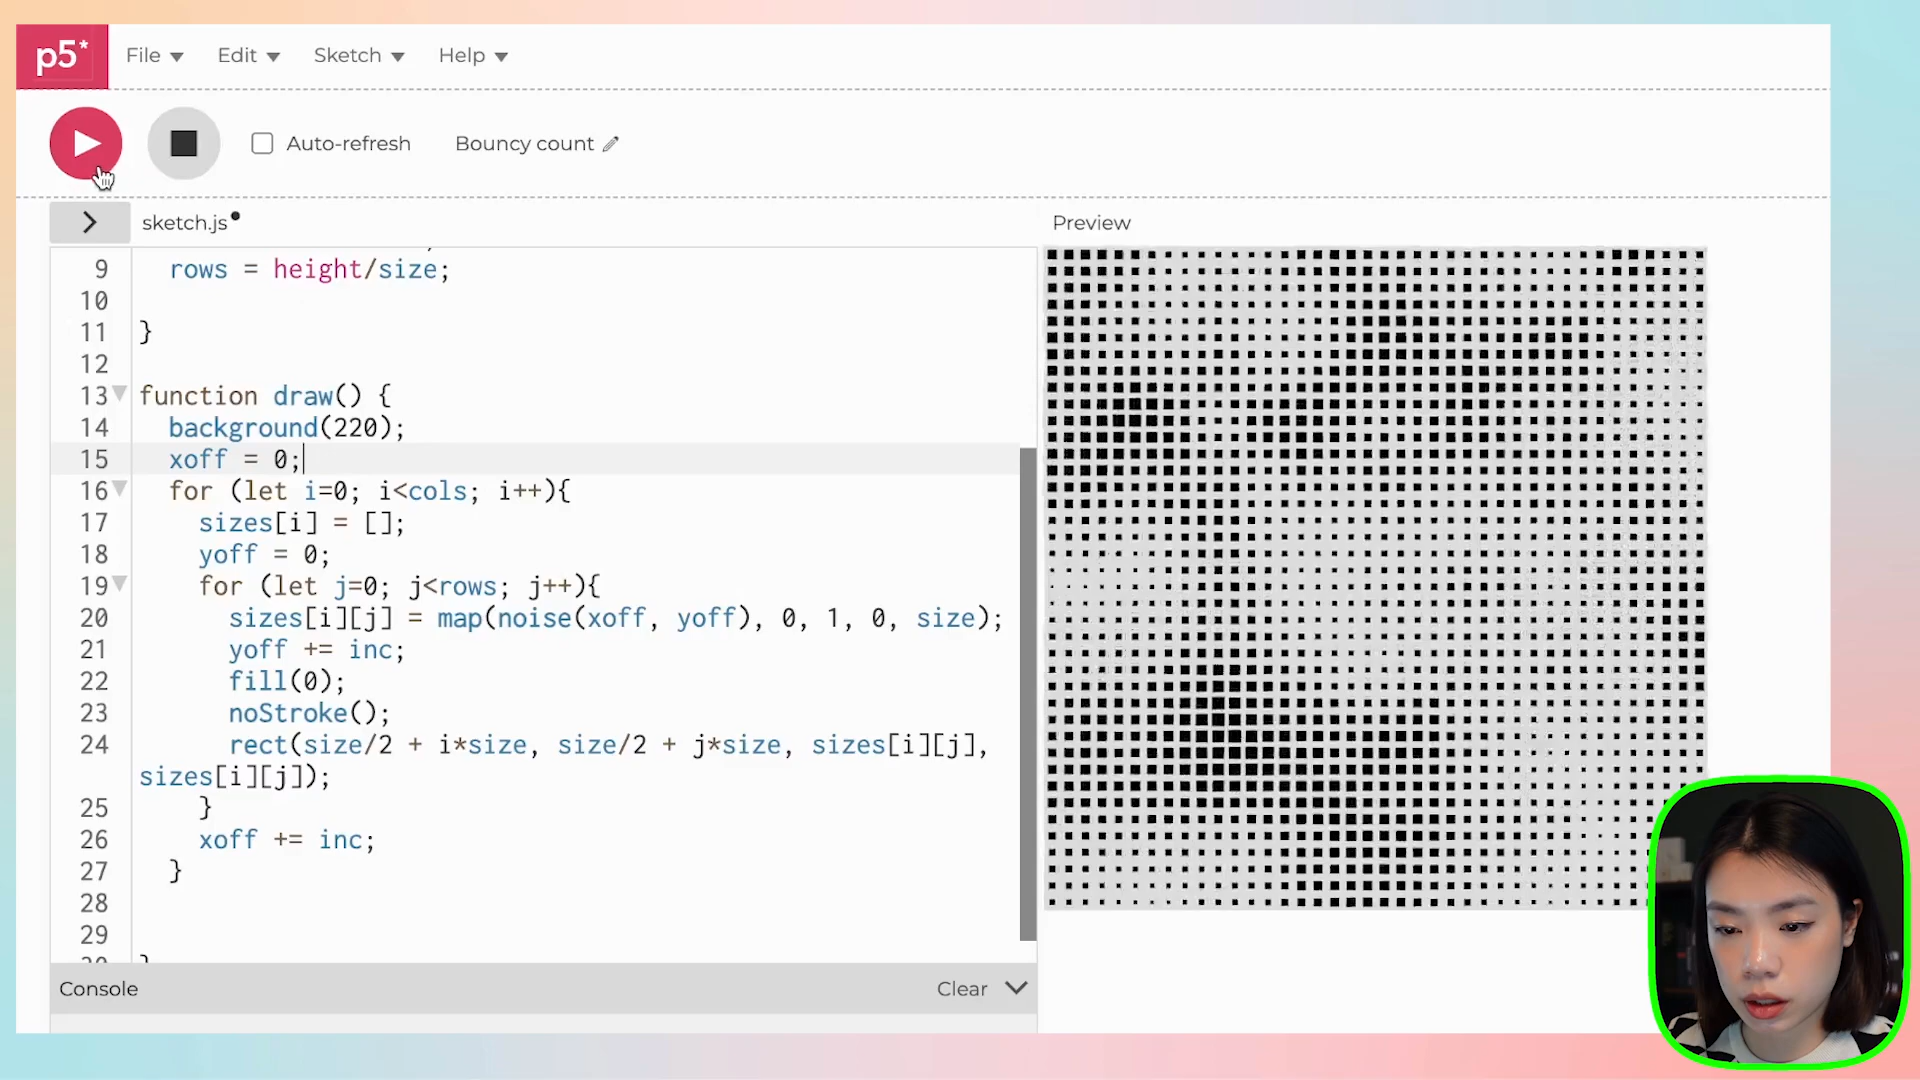 p5* File Edit Sketch Help
Auto-refresh Bouncy count
sketch.js Preview
9 rows = height/size;
10
11 }
12
13 function draw() {
14 background(220);
15 xoff = 0;
16 for (let i=0; i<cols; i++){
17 sizes[i] = [];
18 yoff = 0;
19 for (let j=0; j<rows; j++){
20 sizes[i][j] = map(noise(xoff, yoff), 0, 1, 0, size);
21 yoff += inc;
22 fill(0);
23 noStroke();
24 rect(size/2 + i*size, size/2 + j*size, sizes[i][j],
sizes[i][j]);
25 }
26 xoff += inc;
27 }
28
29
Console Clear